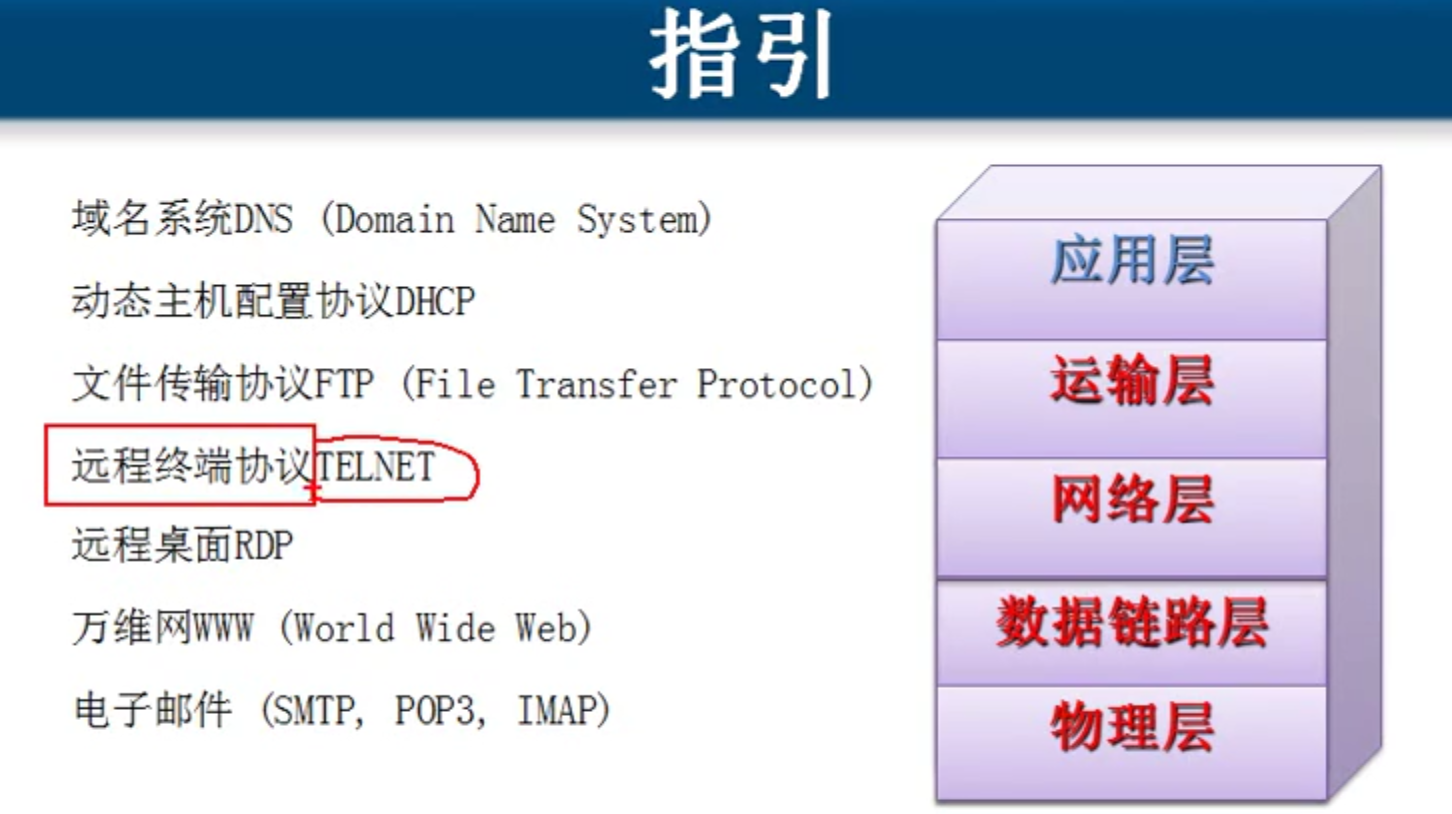 指引
域名系统DNS (Domain Name System)
动态主机配置协议DHCP
文件传输协议FTP (File Transfer Protocol)
远程终端协议TELNET
远程桌面RDP
万维网WWW (World Wide Web)
电子邮件 (SMTP, POP3, IMAP)
应用层
运输层
网络层
数据链路层
物理层